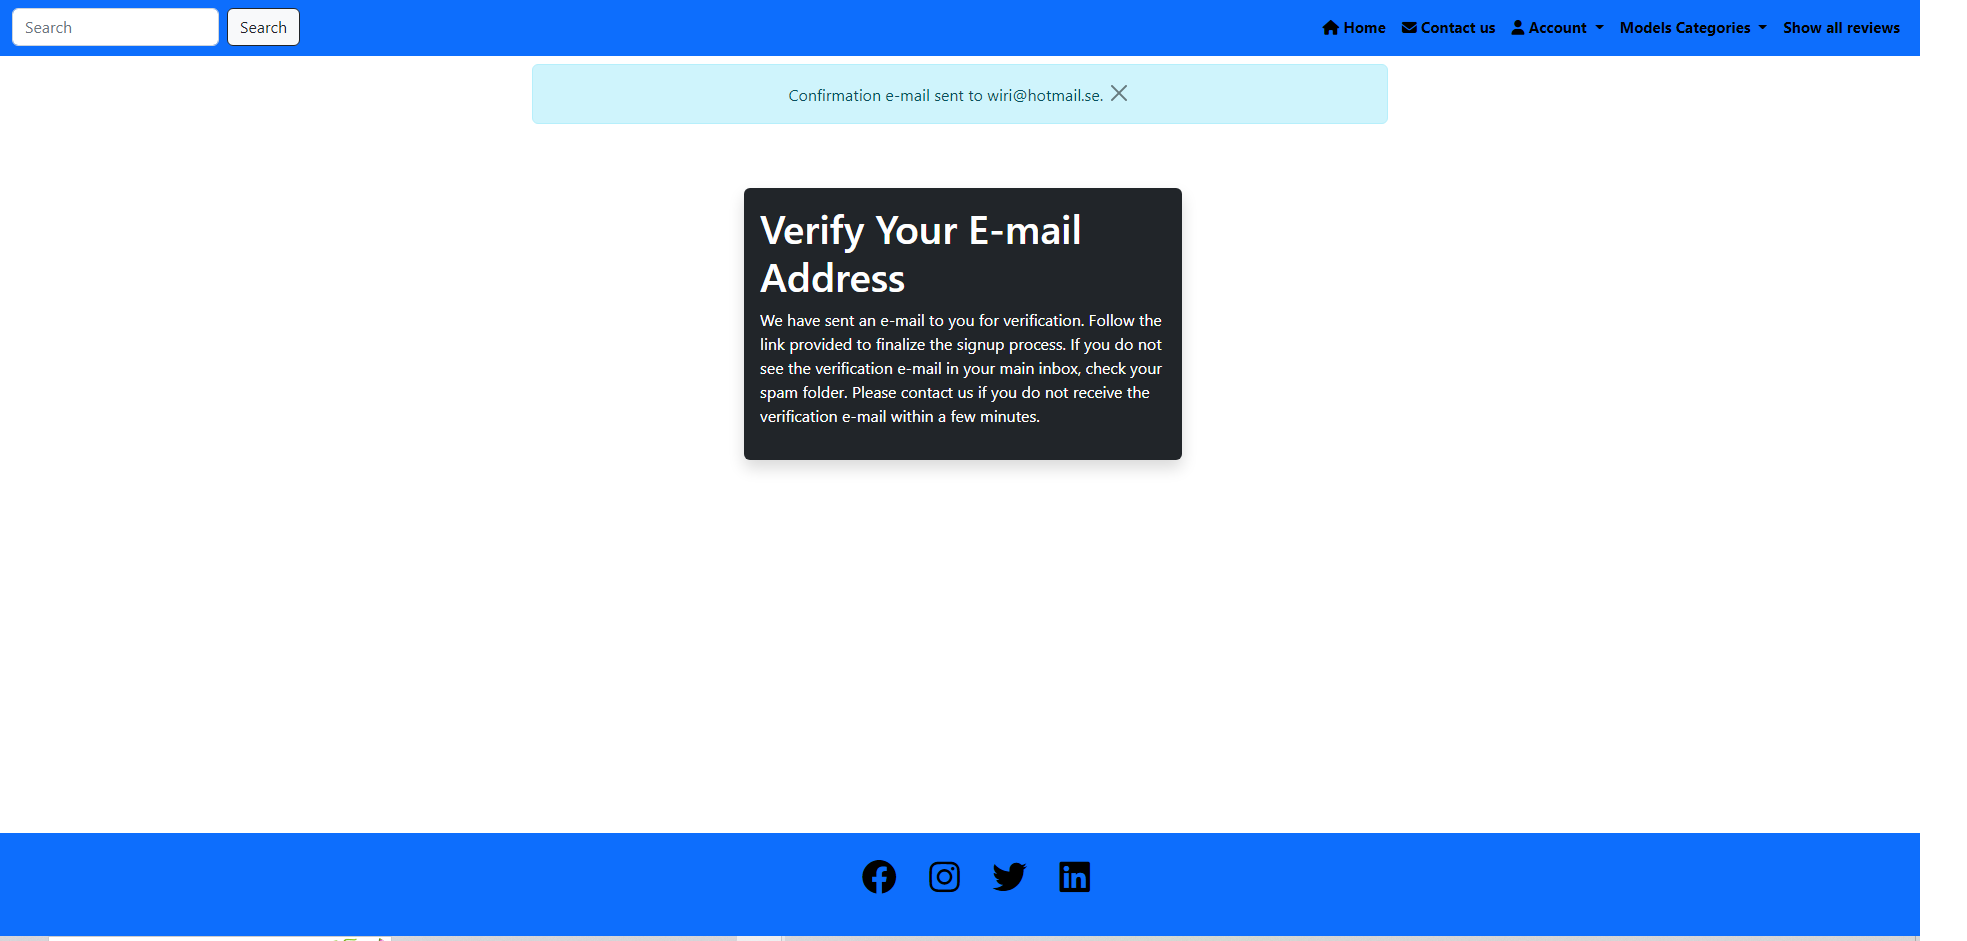 Search
Search
Home
Contact us
Account
Models Categories
Show all reviews
Confirmation e-mail sent to wiri@hotmail.se.
Verify Your E-mail
Address
We have sent an e-mail to you for verification. Follow the
link provided to finalize the signup process. If you do not
see the verification e-mail in your main inbox, check your
spam folder. Please contact us if you do not receive the
verification e-mail within a few minutes.